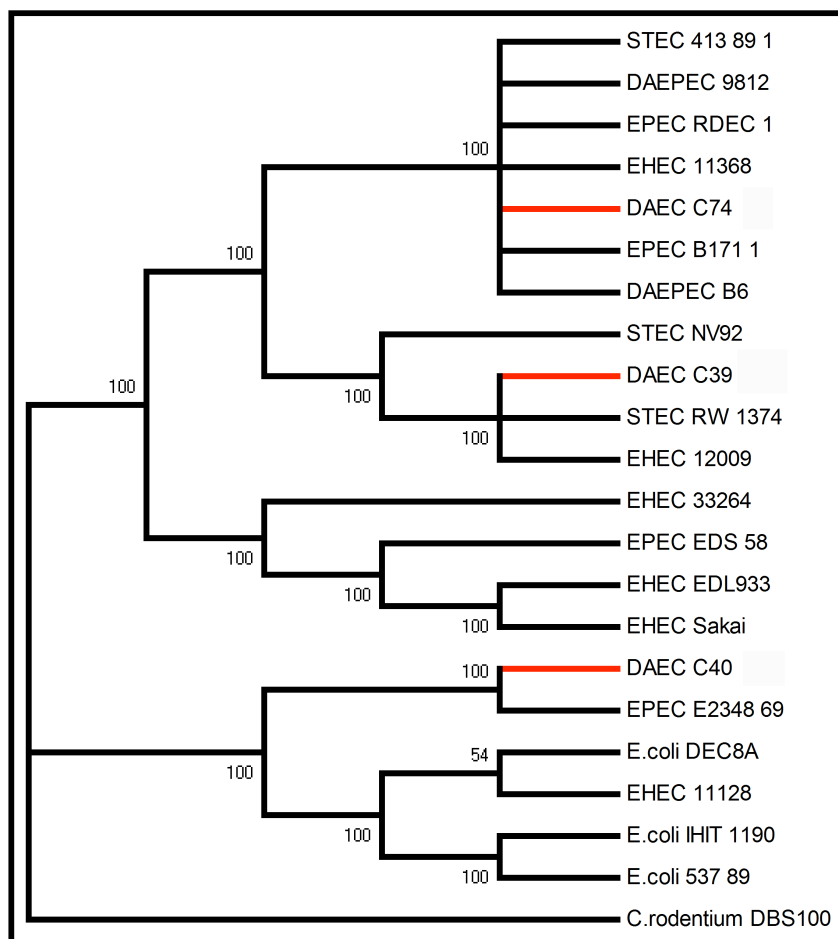 STEC 413 89 1
DAEPEC 9812
EPEC RDEC 1
100
EHEC 11368
DAEC C74
100
EPEC B171 1
DAEPEC B6
STEC NV92
DAEC C39
100
100
STEC RW 1374
100
EHEC 12009
EHEC 33264
EPEC EDS 58
100
EHEC EDL933
100
EHEC Sakai
100
DAEC C40
100
EPEC E2348 69
E.coli DEC8A
54
100
EHEC 11128
E.coli IHIT 1190
100
E.coli 537 89
100
C.rodentium DBS100